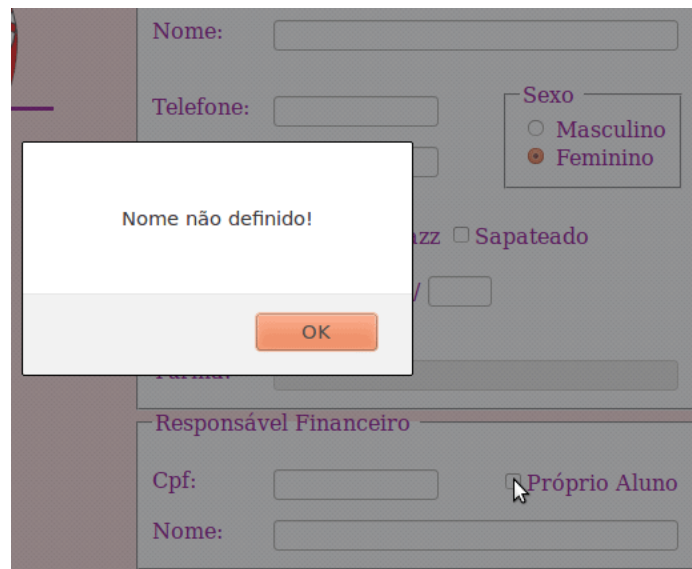 Nome:
Telefone:
Sexo
Masculino
Feminino
Nome não definido!
azz Sapateado
/
OK
Responsável Financeiro
Cpf:
Próprio Aluno
Nome: